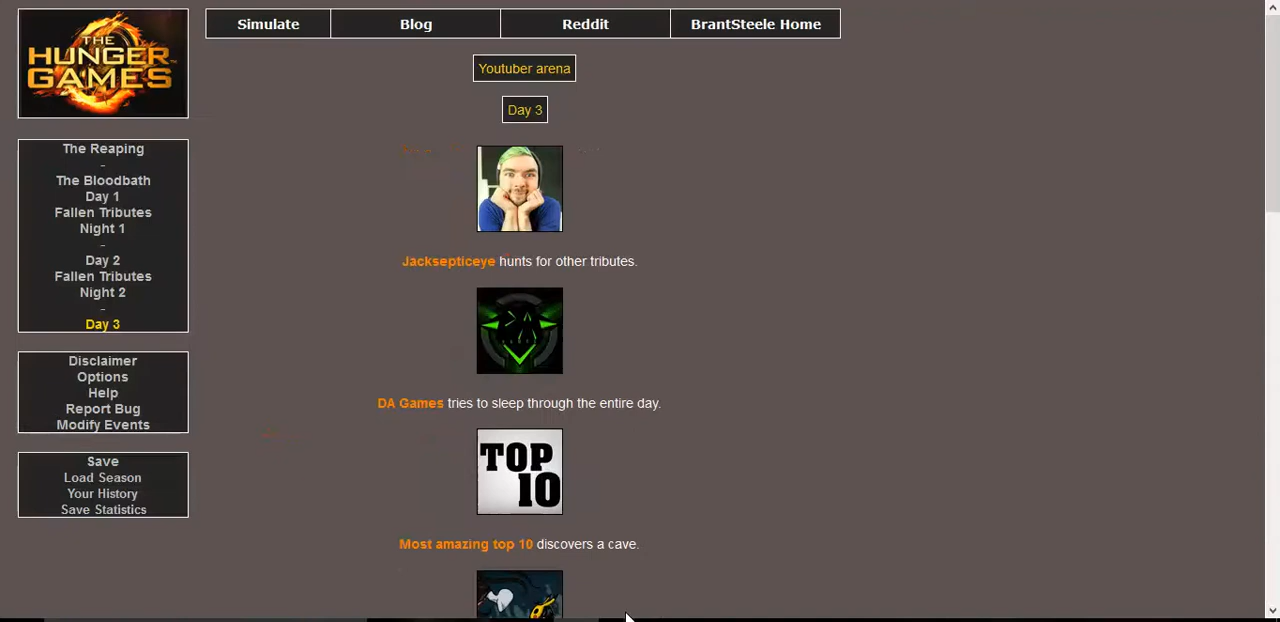 THE
HUNGER
GAMES
Simulate
Blog
Reddit
BrantSteele Home
Youtuber arena
Day 3
The Reaping
-
The Bloodbath
Day 1
Fallen Tributes
Night 1
-
Day 2
Fallen Tributes
Night 2
-
Day 3
Disclaimer
Options
Help
Report Bug
Modify Events
Save
Load Season
Your History
Save Statistics
Jacksepticeye hunts for other tributes.
DA Games tries to sleep through the entire day.
TOP
10
Most amazing top 10 discovers a cave.